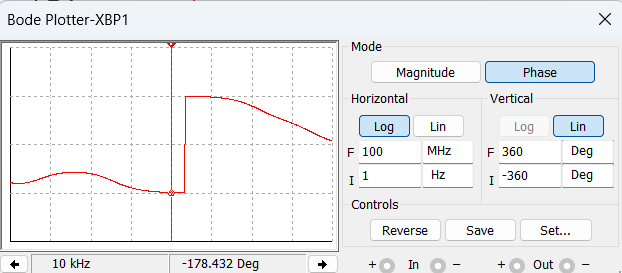 Bode Plotter-XBP1
Mode
Magnitude Phase
Horizontal Vertical
Log Lin Log Lin
F 100 MHz F 360 Deg
I 1 Hz I -360 Deg
Controls
Reverse Save Set...
10 kHz -178.432 Deg + In - + Out -